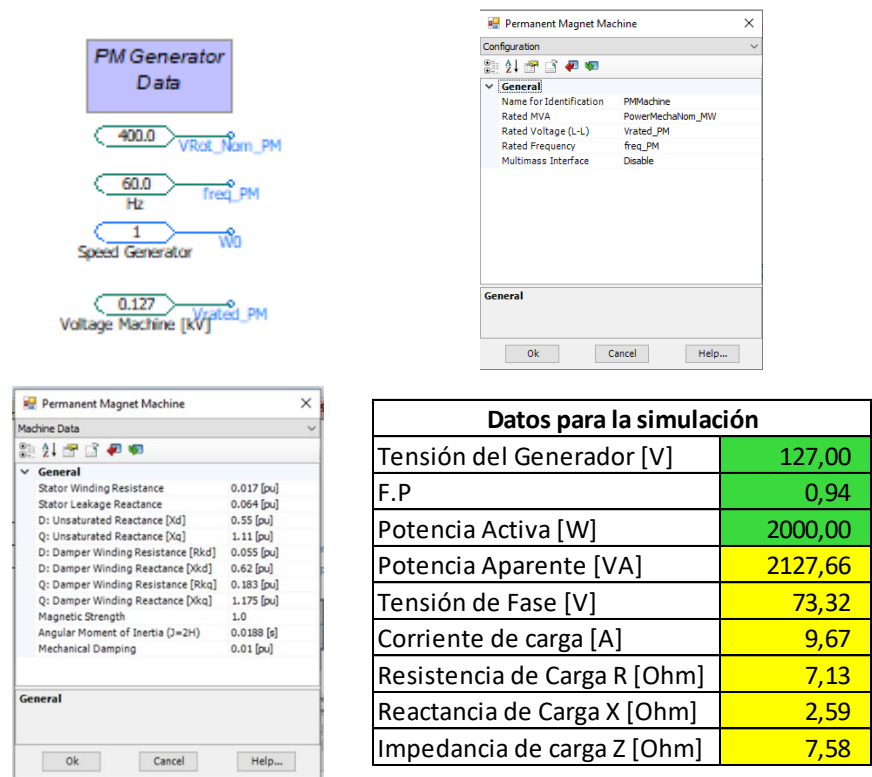 PM Generator
Data
400.0
VRot_Nom_PM
60.0
freq_PM
Hz
1
W0
Speed Generator
0.127
Vrated_PM
Voltage Machine [kV]
Permanent Magnet Machine
Configuration
General
Name for Identification PMMachine
Rated MVA PowerMechaNom_MW
Rated Voltage (L-L) Vrated_PM
Rated Frequency freq_PM
Multimass Interface Disable
General
Ok Cancel Help...
Permanent Magnet Machine
Machine Data
General
Stator Winding Resistance 0.017 [pu]
Stator Leakage Reactance 0.064 [pu]
D: Unsaturated Reactance [Xd] 0.55 [pu]
Q: Unsaturated Reactance [Xq] 1.11 [pu]
D: Damper Winding Resistance [Rkd] 0.055 [pu]
D: Damper Winding Reactance [Xkd] 0.62 [pu]
Q: Damper Winding Resistance [Rkq] 0.183 [pu]
Q: Damper Winding Reactance [Xkq] 1.175 [pu]
Magnetic Strength 1.0
Angular Moment of Inertia (J=2H) 0.0188 [s]
Mechanical Damping 0.01 [pu]
General
Ok Cancel Help...
Datos para la simulación
Tensión del Generador [V] 127,00
F.P 0,94
Potencia Activa [W] 2000,00
Potencia Aparente [VA] 2127,66
Tensión de Fase [V] 73,32
Corriente de carga [A] 9,67
Resistencia de Carga R [Ohm] 7,13
Reactancia de Carga X [Ohm] 2,59
Impedancia de carga Z [Ohm] 7,58